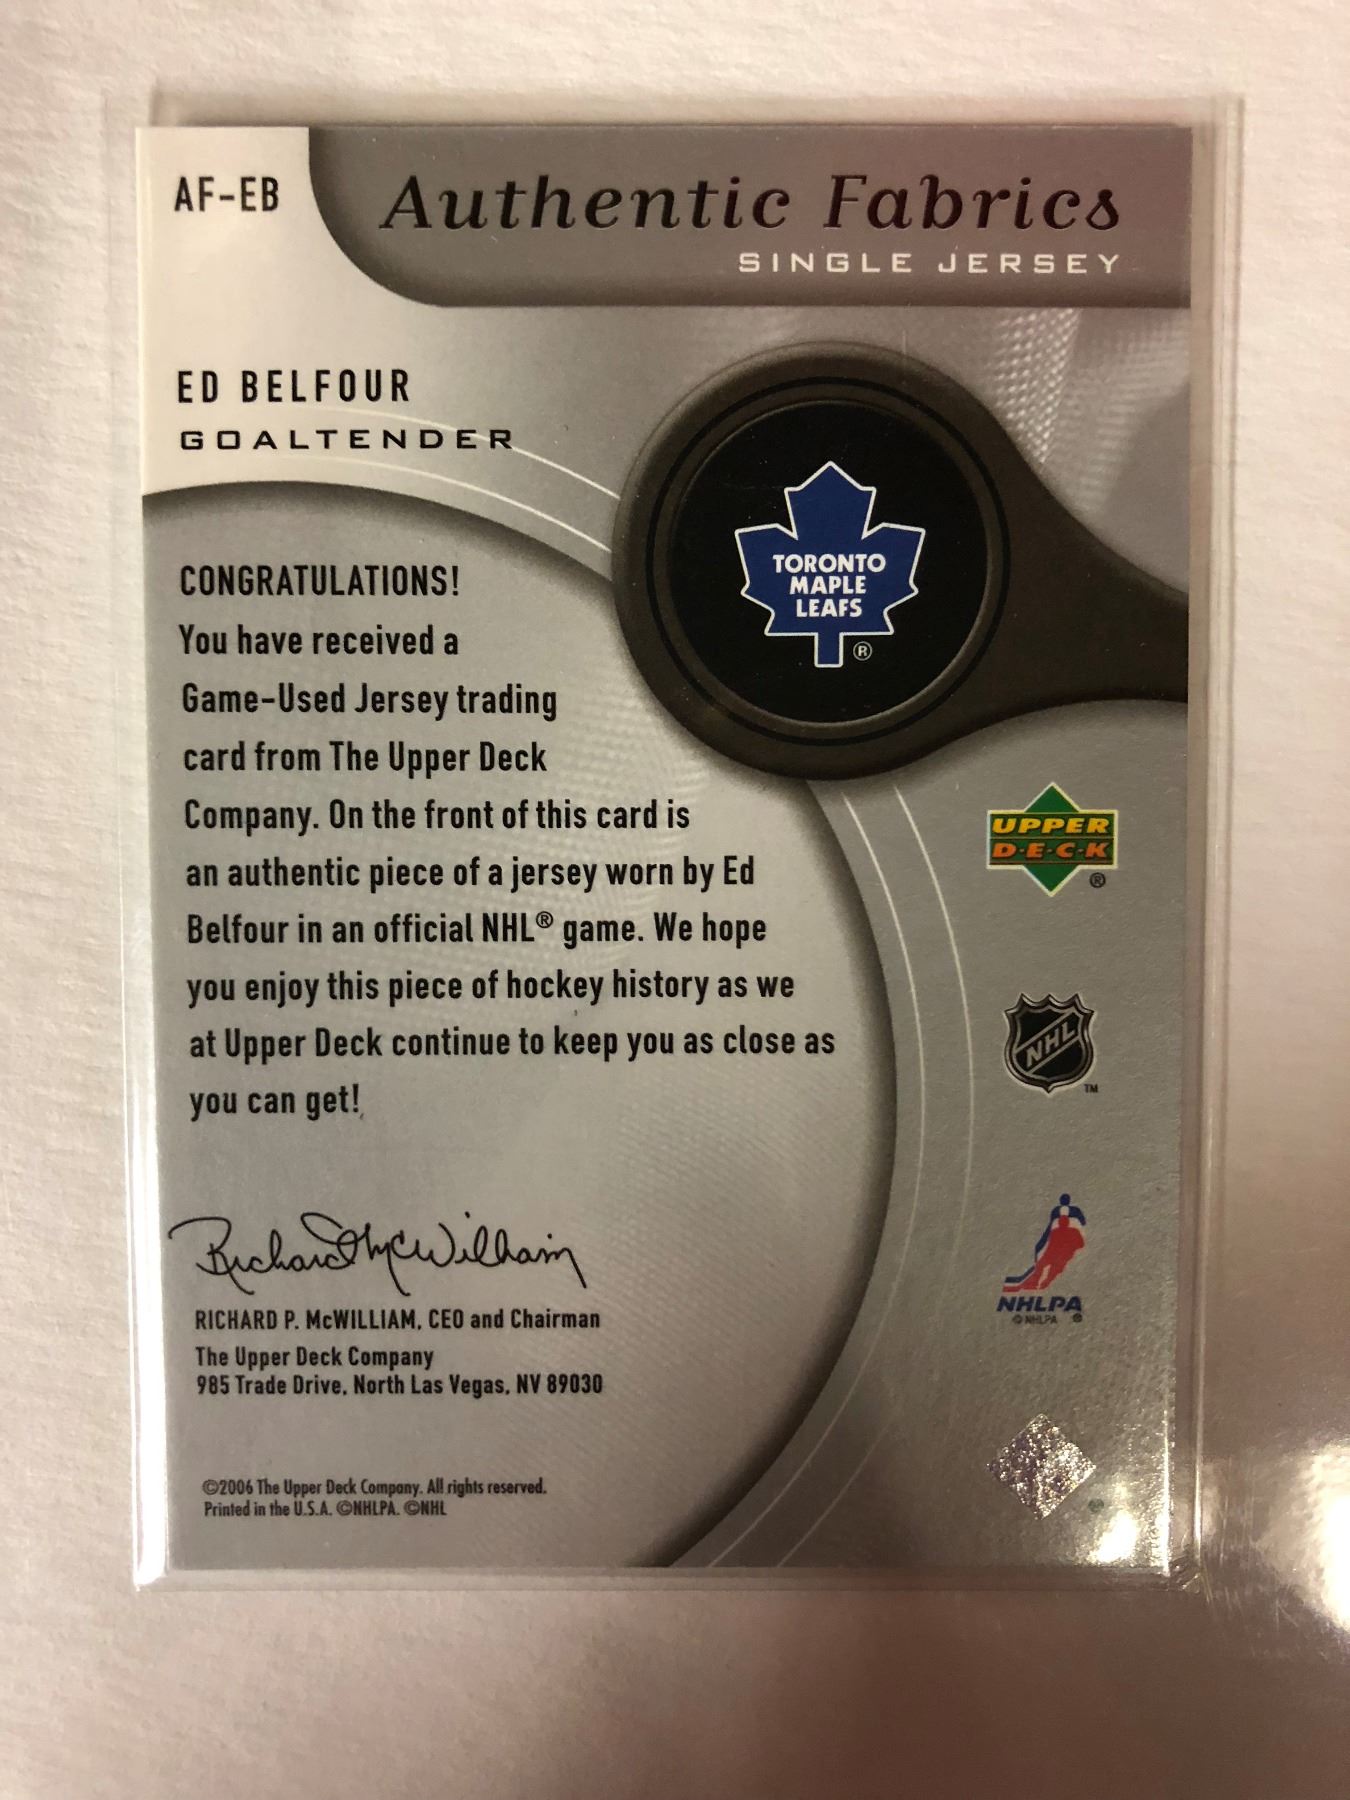 AF-EB
Authentic Fabrics
SINGLE JERSEY
ED BELFOUR
GOALTENDER
TORONTO
MAPLE
LEAFS
®
CONGRATULATIONS!
You have received a
Game-Used Jersey trading
card from The Upper Deck
Company. On the front of this card is
an authentic piece of a jersey worn by Ed
Belfour in an official NHL® game. We hope
you enjoy this piece of hockey history as we
at Upper Deck continue to keep you as close as
you can get!
UPPER
D·E·C·K
®
NHL
TM
NHLPA
©NHLPA ®
Richard P. McWilliam
RICHARD P. McWILLIAM, CEO and Chairman
The Upper Deck Company
985 Trade Drive, North Las Vegas, NV 89030
©2006 The Upper Deck Company. All rights reserved.
Printed in the U.S.A. ©NHLPA. ©NHL
®